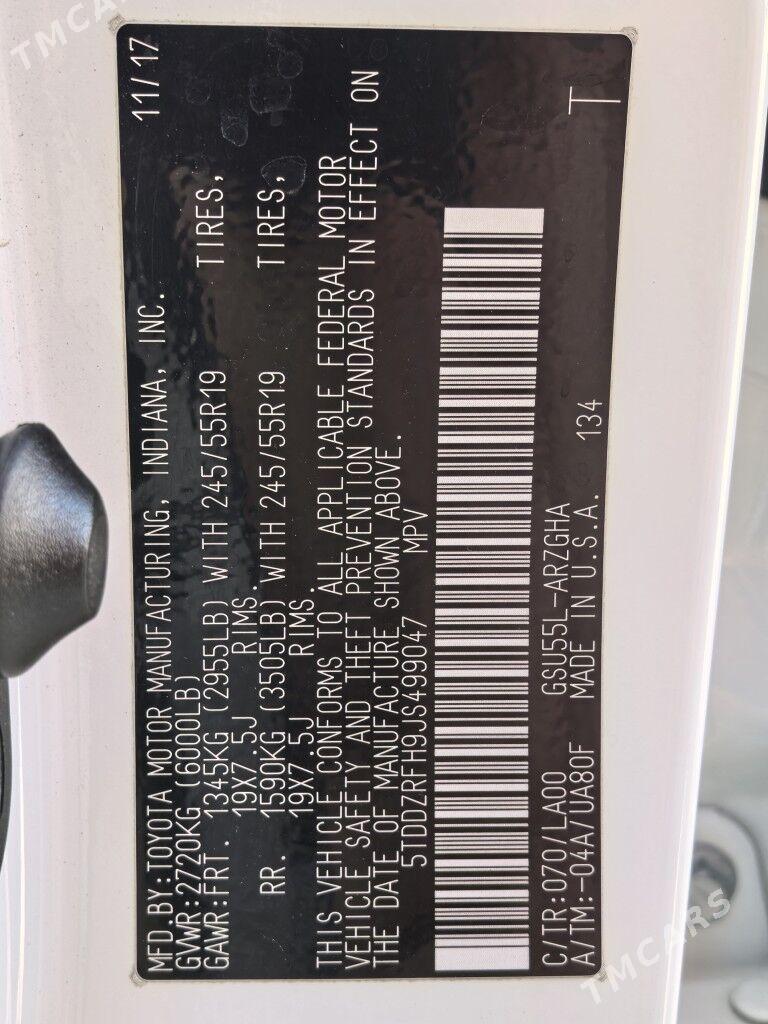 MFD.BY:TOYOTA MOTOR MANUFACTURING, INDIANA, INC. 11/17
GVWR:2720KG (6000LB)
GAWR:FRT. 1345KG (2955LB) WITH 245/55R19 TIRES,
19X7.5J RIMS.
RR. 1590KG (3505LB) WITH 245/55R19 TIRES,
19X7.5J RIMS.
THIS VEHICLE CONFORMS TO ALL APPLICABLE FEDERAL MOTOR
VEHICLE SAFETY AND THEFT PREVENTION STANDARDS IN EFFECT ON
THE DATE OF MANUFACTURE SHOWN ABOVE.
5TDDZRFH9JS499047 MPV
C/TR:070/LA00 GSU55L-ARZGHA T
A/TM:-04A/UA80F MADE IN U.S.A. 134
TMCARS
TMCARS